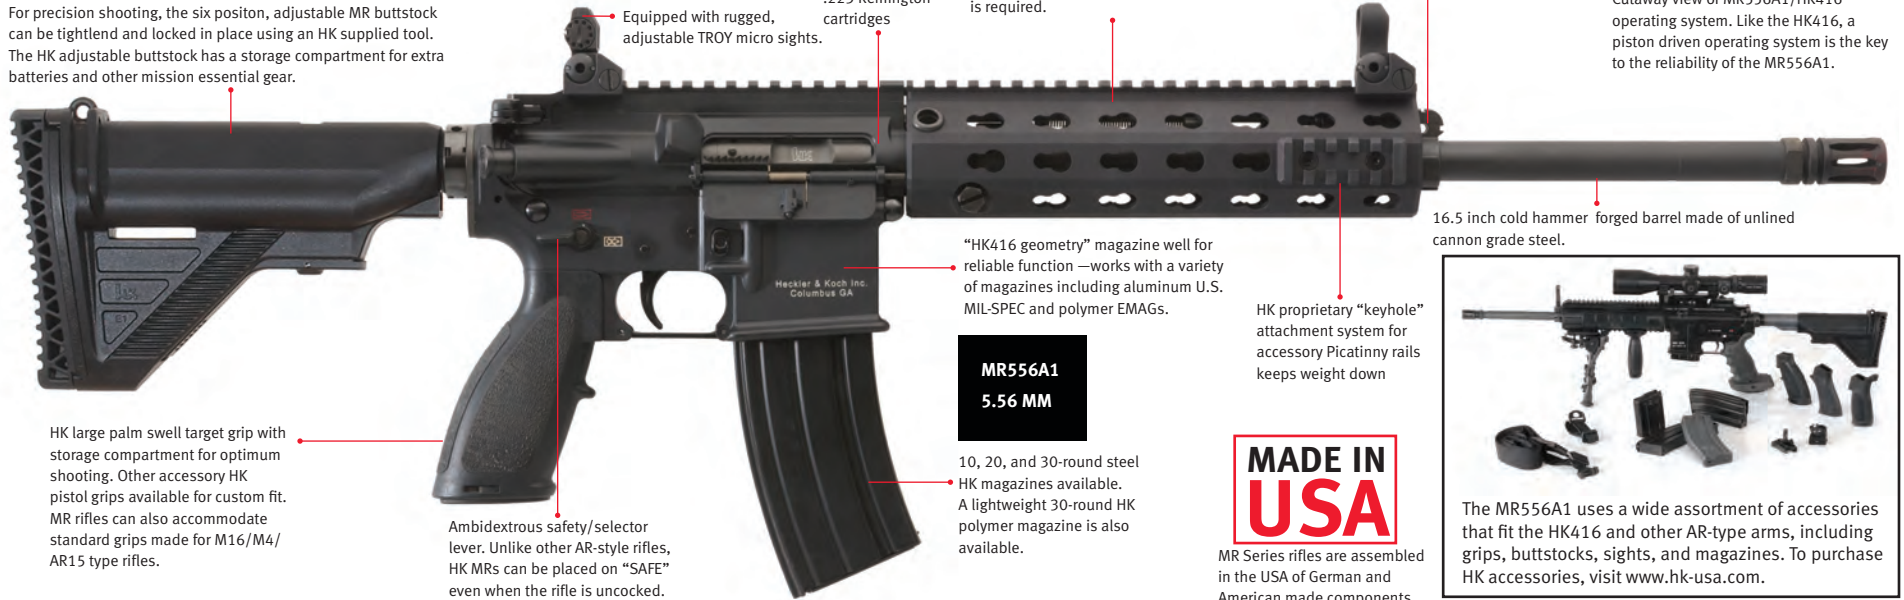 For precision shooting, the six positon, adjustable MR buttstock
can be tightlend and locked in place using an HK supplied tool.
The HK adjustable buttstock has a storage compartment for extra
batteries and other mission essential gear.
Equipped with rugged,
adjustable TROY micro sights.
cartridges
is required.
operating system. Like the HK416, a
piston driven operating system is the key
to the reliability of the MR556A1.
16.5 inch cold hammer forged barrel made of unlined
cannon grade steel.
“HK416 geometry” magazine well for
reliable function —works with a variety
of magazines including aluminum U.S.
MIL-SPEC and polymer EMAGs.
Heckler & Koch Inc.
Columbus GA
HK proprietary “keyhole”
attachment system for
accessory Picatinny rails
keeps weight down
MR556A1
5.56 MM
HK large palm swell target grip with
storage compartment for optimum
shooting. Other accessory HK
pistol grips available for custom fit.
MR rifles can also accommodate
standard grips made for M16/M4/
AR15 type rifles.
Ambidextrous safety/selector
lever. Unlike other AR-style rifles,
HK MRs can be placed on “SAFE”
even when the rifle is uncocked.
10, 20, and 30-round steel
HK magazines available.
A lightweight 30-round HK
polymer magazine is also
available.
MADE IN
USA
MR Series rifles are assembled
in the USA of German and
American made components
The MR556A1 uses a wide assortment of accessories
that fit the HK416 and other AR-type arms, including
grips, buttstocks, sights, and magazines. To purchase
HK accessories, visit www.hk-usa.com.